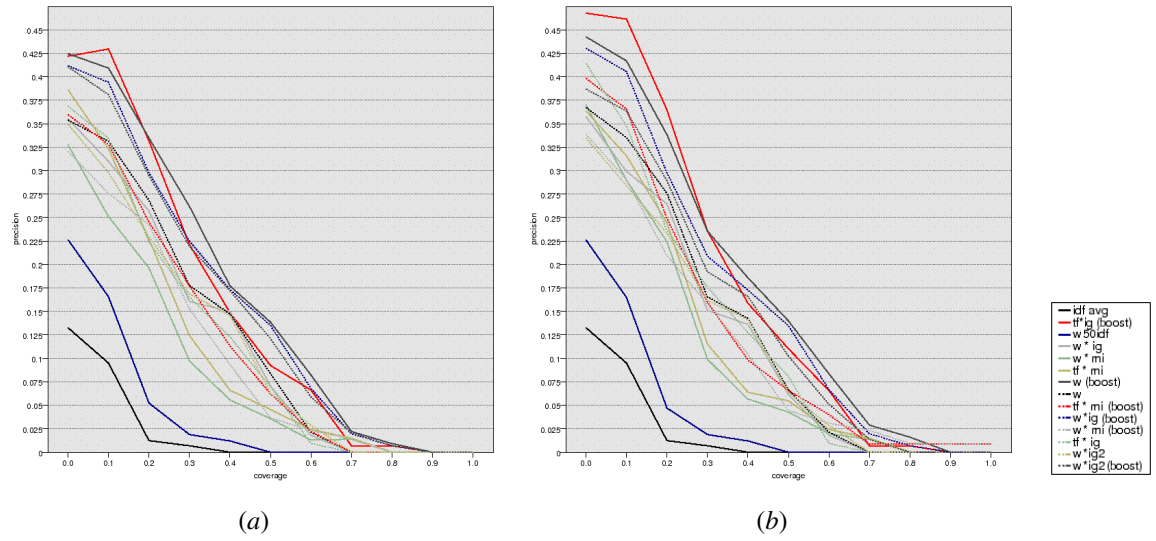 0.45
0.425
0.4
0.375
0.35
0.325
0.3
0.275
0.25
0.225
0.2
0.175
0.15
0.125
0.1
0.075
0.05
0.025
0
precision
0.0 0.1 0.2 0.3 0.4 0.5 0.6 0.7 0.8 0.9 1.0
coverage
(a)
0.45
0.425
0.4
0.375
0.35
0.325
0.3
0.275
0.25
0.225
0.2
0.175
0.15
0.125
0.1
0.075
0.05
0.025
0
precision
0.0 0.1 0.2 0.3 0.4 0.5 0.6 0.7 0.8 0.9 1.0
coverage
(b)
idf avg
tf*ig (boost)
w50idf
w * ig
w * mi
tf * mi
w (boost)
w
tf * mi (boost)
w*ig (boost)
w * mi (boost)
tf * ig
w*ig2
w*ig2 (boost)